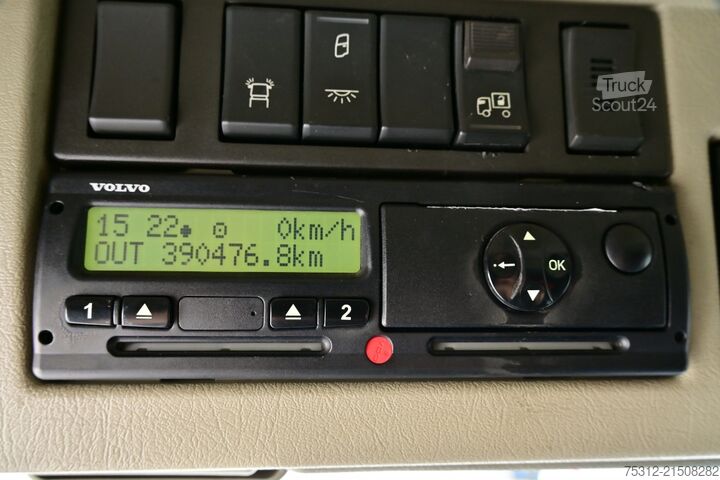 Truck
Scout24
VOLVO
15 22 0km/h
OUT 390476.8km
1 2
OK
75312-21508282